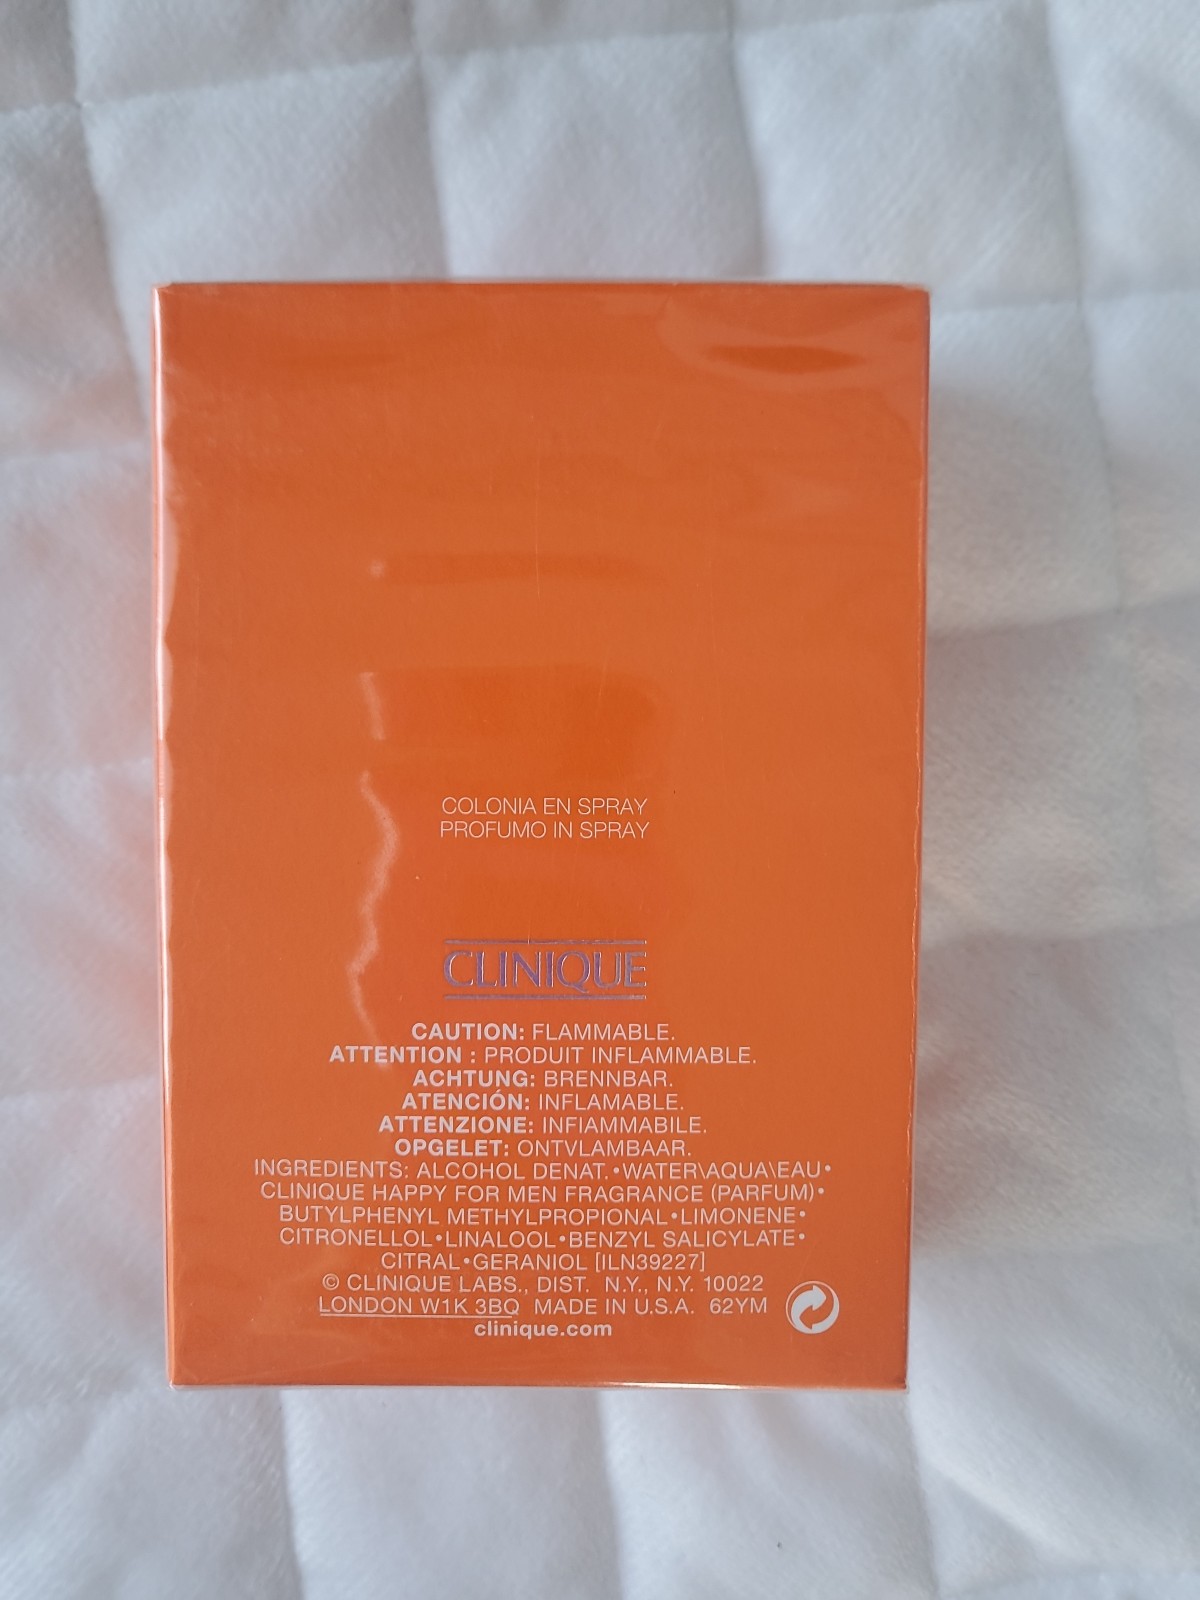 COLONIA EN SPRAY
PROFUMO IN SPRAY
CLINIQUE
CAUTION: FLAMMABLE.
ATTENTION : PRODUIT INFLAMMABLE.
ACHTUNG: BRENNBAR.
ATENCIÓN: INFLAMABLE.
ATTENZIONE: INFIAMMABILE.
OPGELET: ONTVLAMBAAR.
INGREDIENTS: ALCOHOL DENAT.•WATER\AQUA\EAU•
CLINIQUE HAPPY FOR MEN FRAGRANCE (PARFUM)•
BUTYLPHENYL METHYLPROPIONAL•LIMONENE•
CITRONELLOL•LINALOOL•BENZYL SALICYLATE•
CITRAL•GERANIOL [ILN39227]
© CLINIQUE LABS., DIST. N.Y., N.Y. 10022
LONDON W1K 3BQ MADE IN U.S.A. 62YM
clinique.com